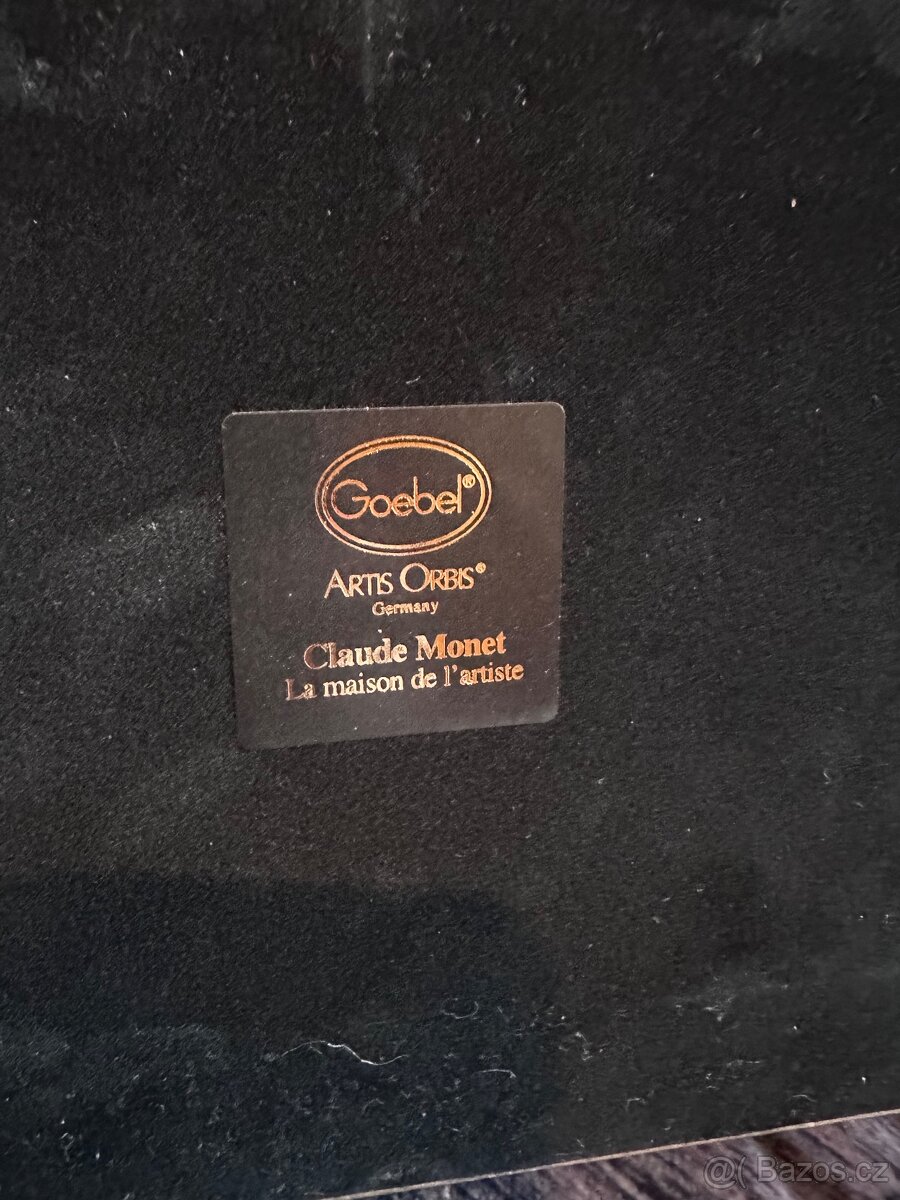 Goebel®
ARTIS ORBIS®
Germany
Claude Monet
La maison de l'artiste
@( Bazos.cz